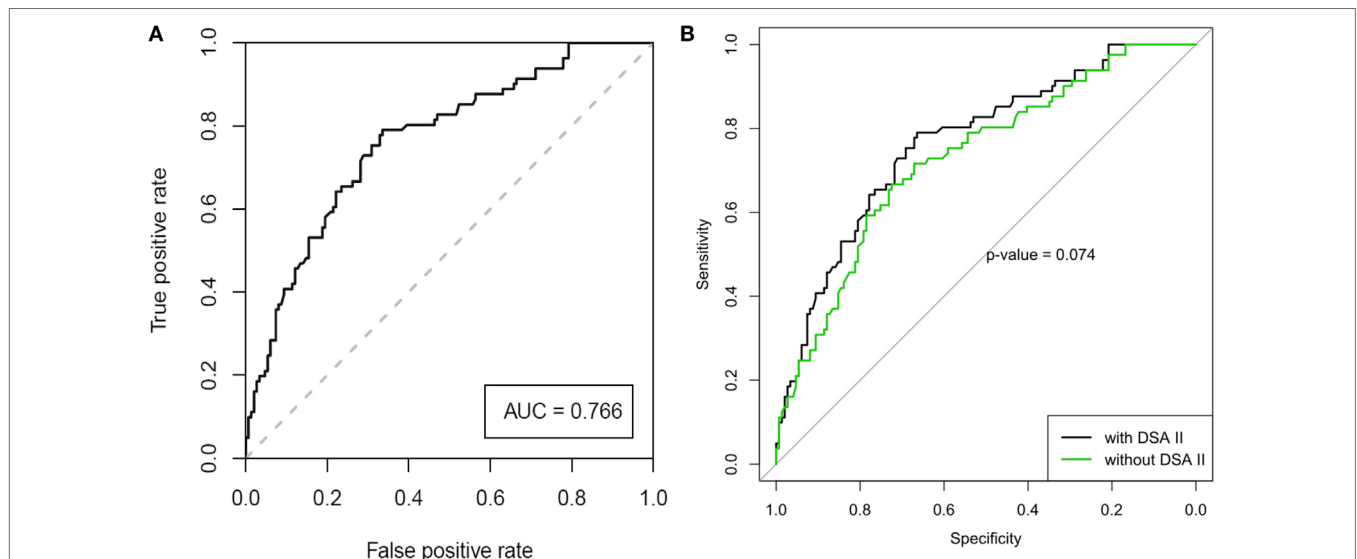 A
1.0
0.8
0.6
0.4
0.2
0.0
True positive rate
0.0 0.2 0.4 0.6 0.8 1.0
False positive rate
AUC = 0.766
B
1.0
0.8
0.6
0.4
0.2
0.0
Sensitivity
p-value = 0.074
with DSA II
without DSA II
1.0 0.8 0.6 0.4 0.2 0.0
Specificity